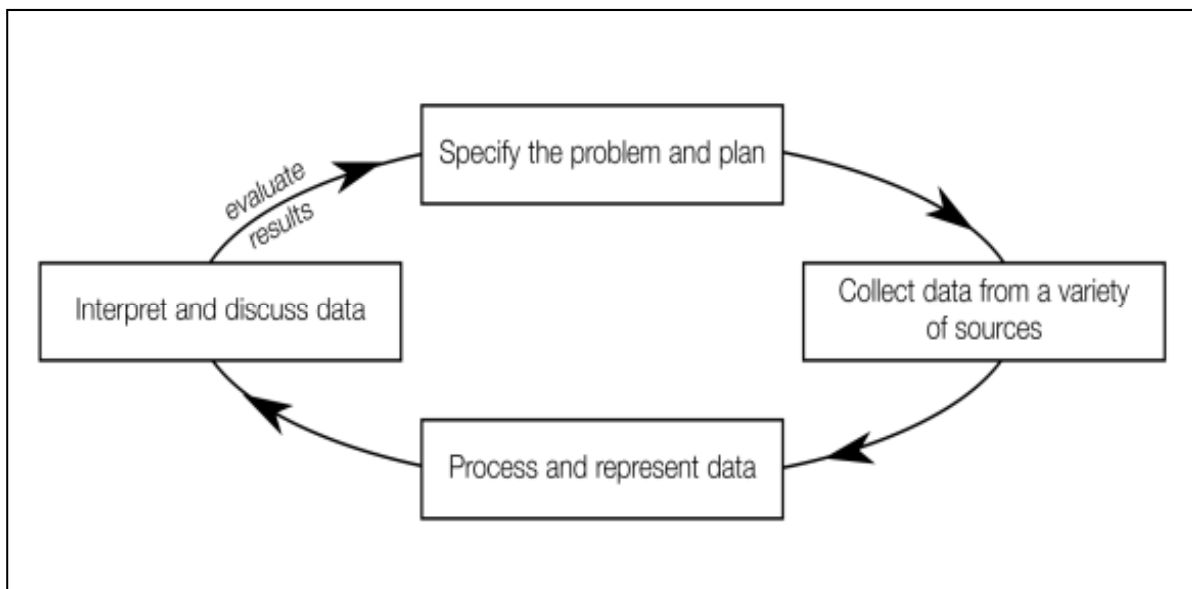 Specify the problem and plan
evaluate
results
Collect data from a variety
of sources
Interpret and discuss data
Process and represent data